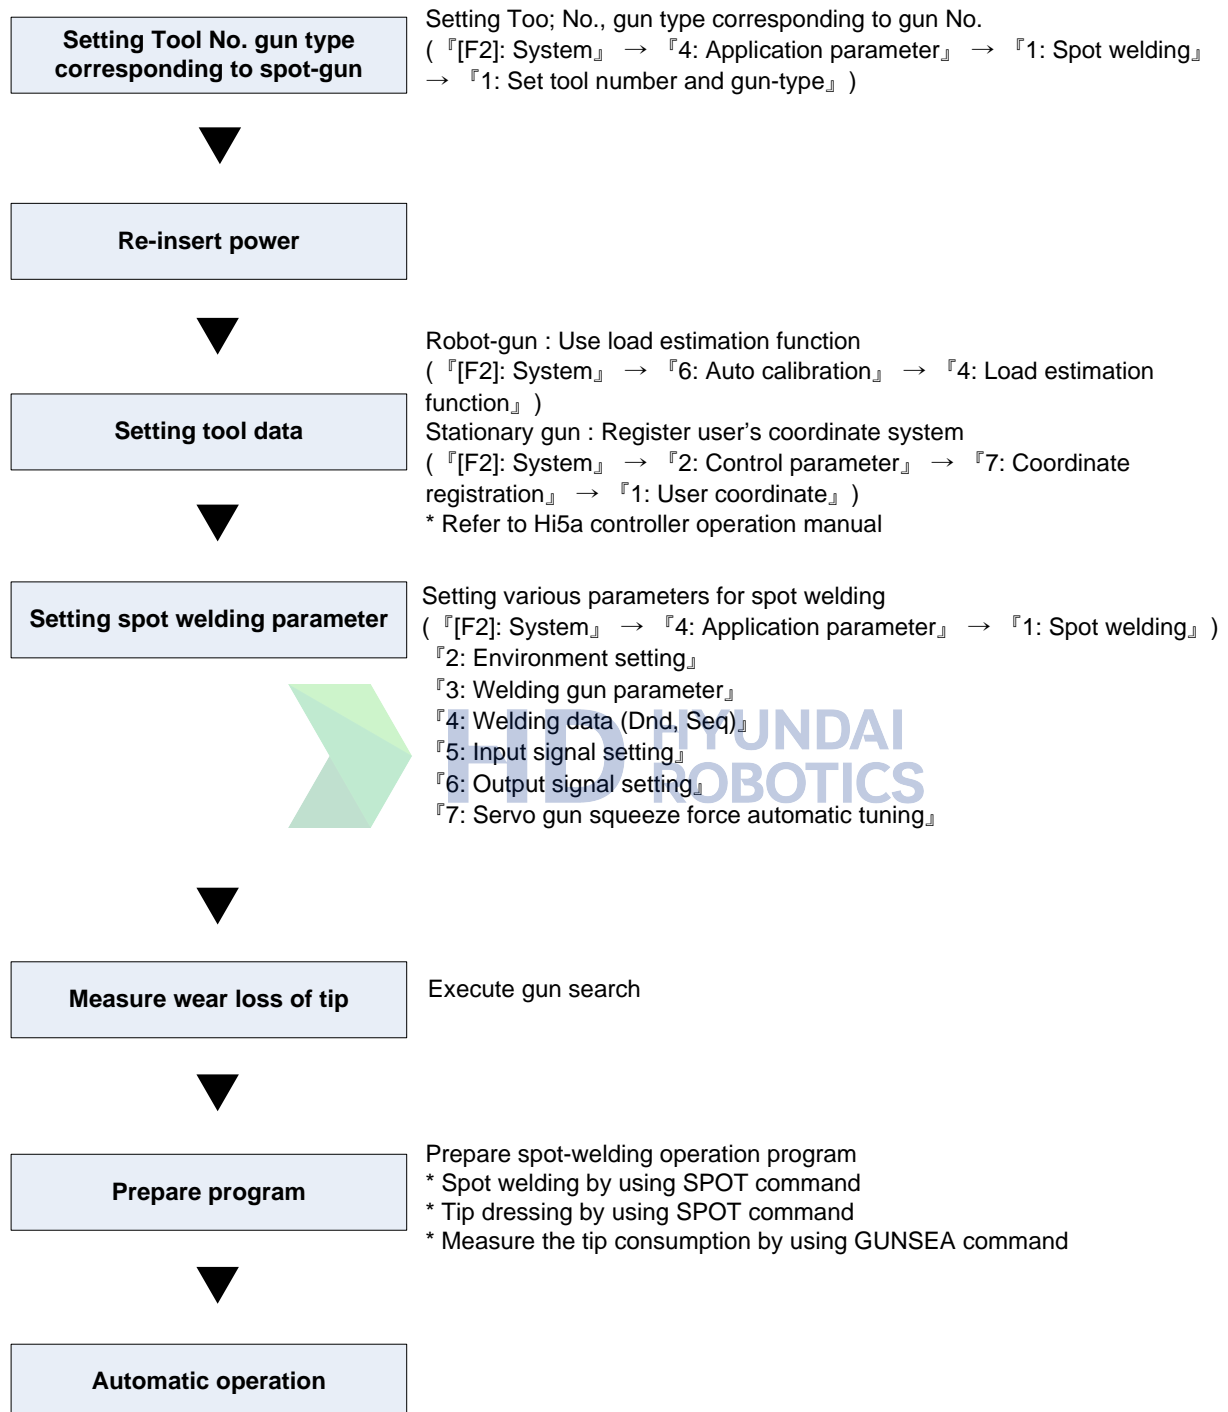 Setting Tool No. gun type
corresponding to spot-gun
Setting Too; No., gun type corresponding to gun No.
(『[F2]: System』 → 『4: Application parameter』 → 『1: Spot welding』
→ 『1: Set tool number and gun-type』)
Re-insert power
Setting tool data
Robot-gun : Use load estimation function
(『[F2]: System』 → 『6: Auto calibration』 → 『4: Load estimation
function』)
Stationary gun : Register user’s coordinate system
(『[F2]: System』 → 『2: Control parameter』 → 『7: Coordinate
registration』 → 『1: User coordinate』)
* Refer to Hi5a controller operation manual
Setting spot welding parameter
Setting various parameters for spot welding
(『[F2]: System』 → 『4: Application parameter』 → 『1: Spot welding』)
『2: Environment setting』
『3: Welding gun parameter』
『4: Welding data (Dnd, Seq)』
『5: Input signal setting』
『6: Output signal setting』
『7: Servo gun squeeze force automatic tuning』
HD HYUNDAI
ROBOTICS
Measure wear loss of tip
Execute gun search
Prepare program
Prepare spot-welding operation program
* Spot welding by using SPOT command
* Tip dressing by using SPOT command
* Measure the tip consumption by using GUNSEA command
Automatic operation